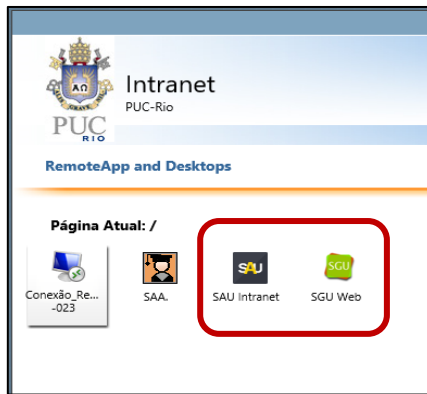 Intranet
PUC-Rio
PUC
RIO
RemoteApp and Desktops
Página Atual: /
Conexão_Re...
-023
SAA.
SAU
SAU Intranet
SGU
SGU Web